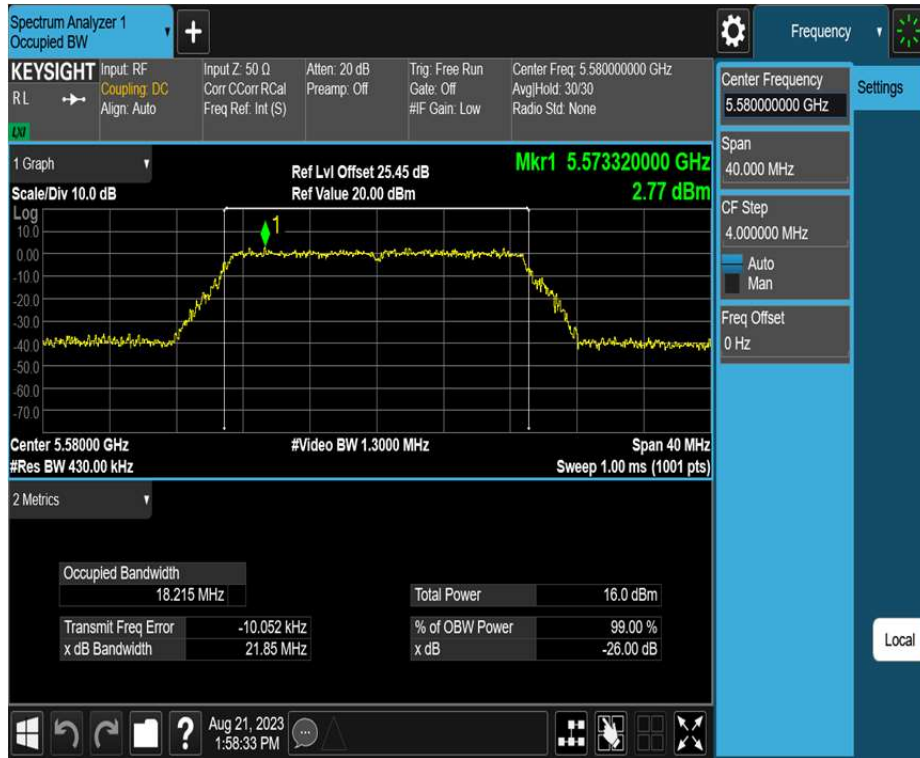 Spectrum Analyzer 1
Occupied BW
+
Frequency
KEYSIGHT
R L
LXI
Input: RF
Coupling: DC
Align: Auto
Input Z: 50 Ω
Corr CCorr RCal
Freq Ref: Int (S)
Atten: 20 dB
Preamp: Off
Trig: Free Run
Gate: Off
#IF Gain: Low
Center Freq: 5.580000000 GHz
Avg|Hold: 30/30
Radio Std: None
Center Frequency
5.580000000 GHz
Settings
Span
40.000 MHz
CF Step
4.000000 MHz
Auto
Man
Freq Offset
0 Hz
Local
1 Graph
Scale/Div 10.0 dB
Ref Lvl Offset 25.45 dB
Ref Value 20.00 dBm
Mkr1 5.573320000 GHz
2.77 dBm
Log
10.0
0.00
-10.0
-20.0
-30.0
-40.0
-50.0
-60.0
-70.0
1
Center 5.58000 GHz
#Video BW 1.3000 MHz
Span 40 MHz
#Res BW 430.00 kHz
Sweep 1.00 ms (1001 pts)
2 Metrics
Occupied Bandwidth
18.215 MHz
Total Power 16.0 dBm
Transmit Freq Error -10.052 kHz
% of OBW Power 99.00 %
x dB Bandwidth 21.85 MHz
x dB -26.00 dB
?
Aug 21, 2023
1:58:33 PM